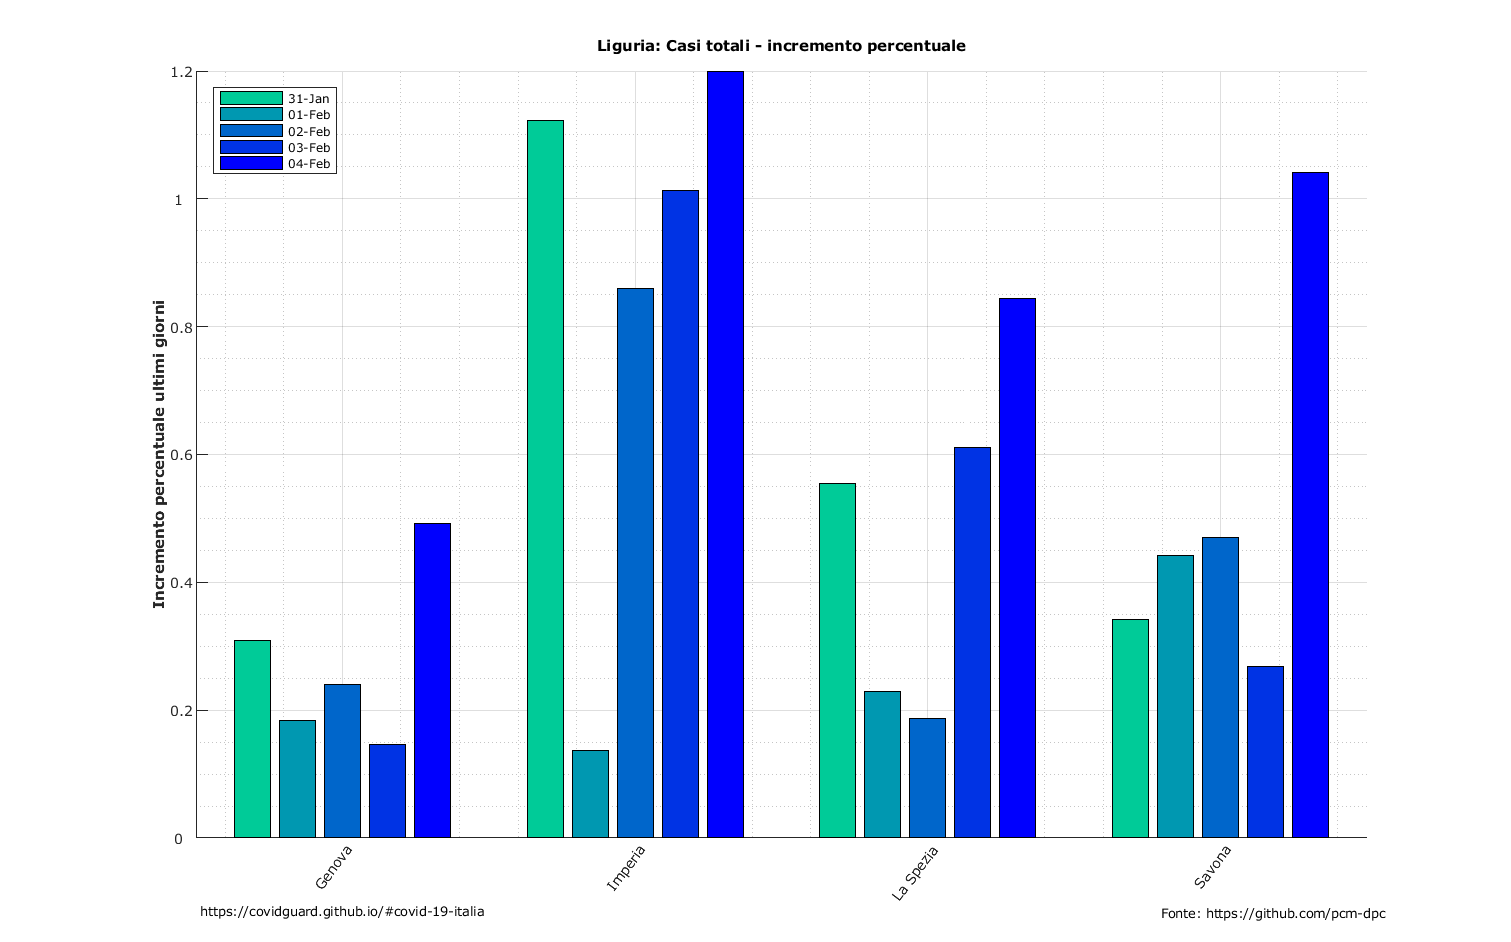 Liguria: Casi totali - incremento percentuale
31-Jan
01-Feb
02-Feb
03-Feb
04-Feb
Incremento percentuale ultimi giorni
1.2
1
0.8
0.6
0.4
0.2
0
Genova
Imperia
La Spezia
Savona
https://covidguard.github.io/#covid-19-italia
Fonte: https://github.com/pcm-dpc